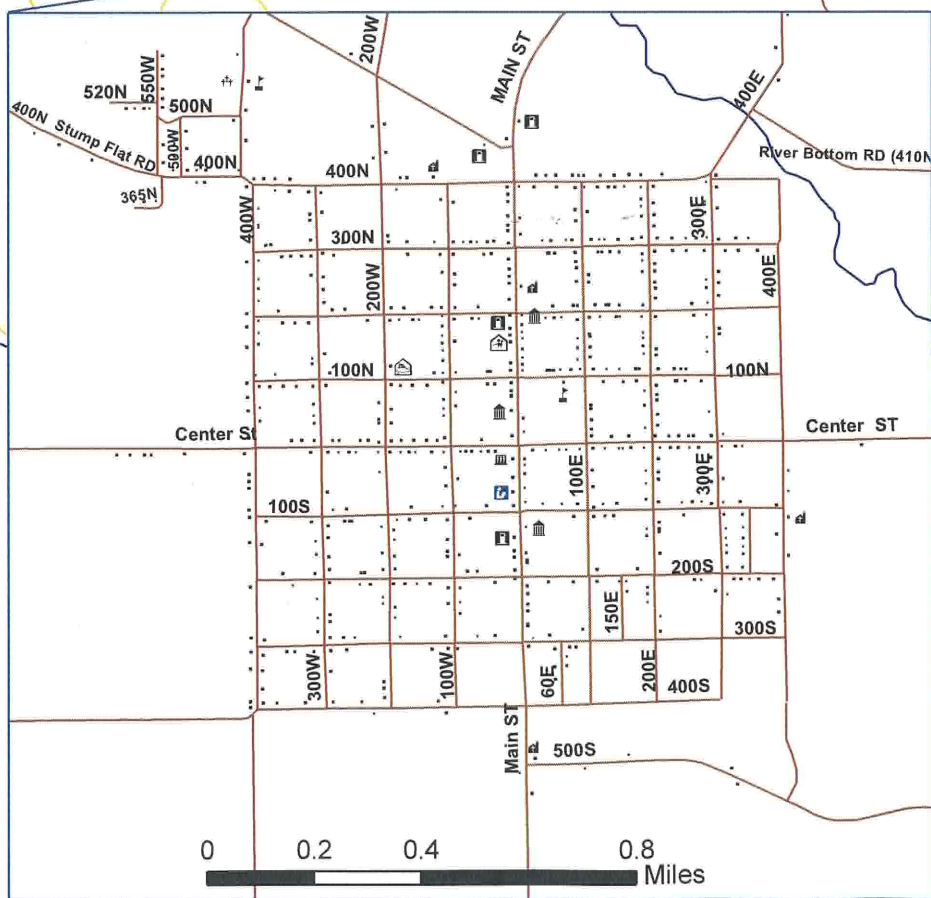 200W
MAIN ST
550W
520N
500N
400E
400N Stump Flat RD
500W
400N
400N
River Bottom RD (410N
365N
400W
300E
300N
200W
400E
100N
100N
Center St
Center ST
100E
300E
100S
200S
150E
300S
300W
100W
60E
200E
400S
Main ST
500S
0 0.2 0.4 0.8
Miles